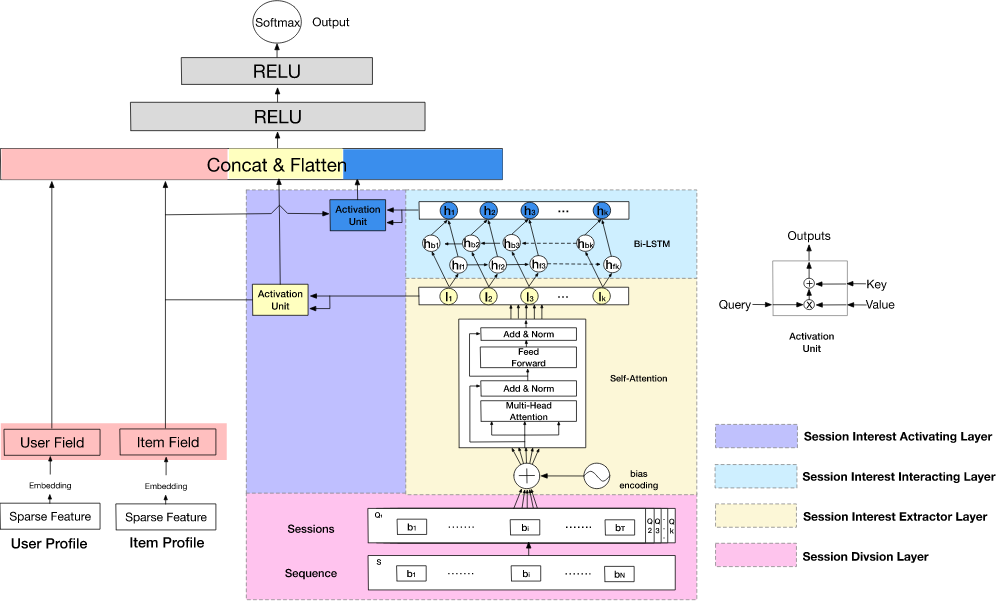 Softmax
Output
RELU
RELU
Concat & Flatten
Activation
Unit
h1
h2
h3
...
hk
hb1
hb2
hb3
hbk
Bi-LSTM
hf1
hf2
hf3
hfk
Activation
Unit
I1
I2
I3
...
Ik
Add & Norm
Feed
Forward
Self-Attention
Add & Norm
Multi-Head
Attention
bias
encoding
Outputs
Key
Query
Value
Activation
Unit
User Field
Item Field
Embedding
Embedding
Sparse Feature
Sparse Feature
User Profile
Item Profile
Sessions
Q1
b1
.......
bi
.......
bT
Q
2
Q
3
Q
k
Sequence
S
b1
.......
bi
.......
bN
Session Interest Activating Layer
Session Interest Interacting Layer
Session Interest Extractor Layer
Session Divsion Layer